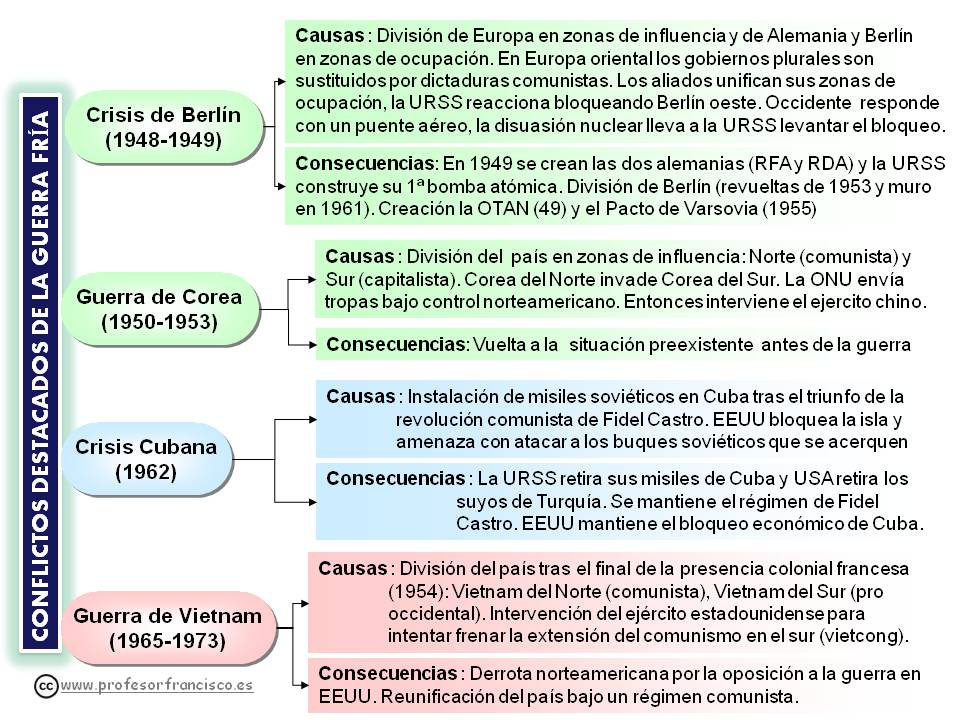 CONFLICTOS DESTACADOS DE LA GUERRA FRÍA
Crisis de Berlín
(1948-1949)
Causas : División de Europa en zonas de influencia y de Alemania y Berlín
en zonas de ocupación. En Europa oriental los gobiernos plurales son
sustituidos por dictaduras comunistas. Los aliados unifican sus zonas de
ocupación, la URSS reacciona bloqueando Berlín oeste. Occidente responde
con un puente aéreo, la disuasión nuclear lleva a la URSS levantar el bloqueo.
Consecuencias: En 1949 se crean las dos alemanias (RFA y RDA) y la URSS
construye su 1ª bomba atómica. División de Berlín (revueltas de 1953 y muro
en 1961). Creación la OTAN (49) y el Pacto de Varsovia (1955)
Guerra de Corea
(1950-1953)
Causas : División del país en zonas de influencia: Norte (comunista) y
Sur (capitalista). Corea del Norte invade Corea del Sur. La ONU envía
tropas bajo control norteamericano. Entonces interviene el ejercito chino.
Consecuencias: Vuelta a la situación preexistente antes de la guerra
Crisis Cubana
(1962)
Causas : Instalación de misiles soviéticos en Cuba tras el triunfo de la
revolución comunista de Fidel Castro. EEUU bloquea la isla y
amenaza con atacar a los buques soviéticos que se acerquen
Consecuencias : La URSS retira sus misiles de Cuba y USA retira los
suyos de Turquía. Se mantiene el régimen de Fidel
Castro. EEUU mantiene el bloqueo económico de Cuba.
Guerra de Vietnam
(1965-1973)
Causas : División del país tras el final de la presencia colonial francesa
(1954): Vietnam del Norte (comunista), Vietnam del Sur (pro
occidental). Intervención del ejército estadounidense para
intentar frenar la extensión del comunismo en el sur (vietcong).
Consecuencias : Derrota norteamericana por la oposición a la guerra en
EEUU. Reunificación del país bajo un régimen comunista.
cc www.profesorfrancisco.es